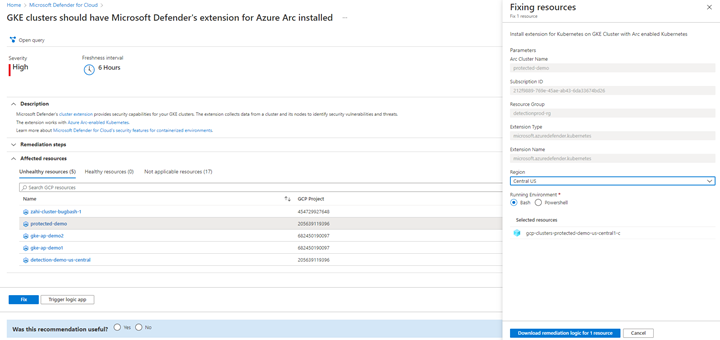 Home > Microsoft Defender for Cloud >
GKE clusters should have Microsoft Defender's extension for Azure Arc installed ...
Open query
Severity
High
Freshness interval
6 Hours
Description
Microsoft Defender's cluster extension provides security capabilities for your GKE clusters. The extension collects data from a cluster and its nodes to identify security vulnerabilities and threats.
The extension works with Azure Arc-enabled Kubernetes.
Learn more about Microsoft Defender for Cloud's security features for containerized environments.
Remediation steps
Affected resources
Unhealthy resources (5) Healthy resources (0) Not applicable resources (17)
Search GCP resources
Name GCP Project
zahi-cluster-bugbash-1 454729927848
protected-demo 205639119396
gke-ap-demo2 662450190097
gke-ap-demo1 662450190097
detection-demo-us-central 205639119396
Fix Trigger logic app
Was this recommendation useful? Yes No
Fixing resources
Fix 1 resource
Install extension for Kubernetes on GKE Cluster with Arc enabled Kubernetes
Parameters
Arc Cluster Name
protected-demo
Subscription ID
Resource Group
detectionprod-rg
Extension Type
microsoft.azuredefender.kubernetes
Extension Name
microsoft.azuredefender.kubernetes
Region
Central US
Running Environment *
Bash Powershell
Selected resources
gcp-clusters-protected-demo-us-central1-c
Download remediation logic for 1 resource Cancel